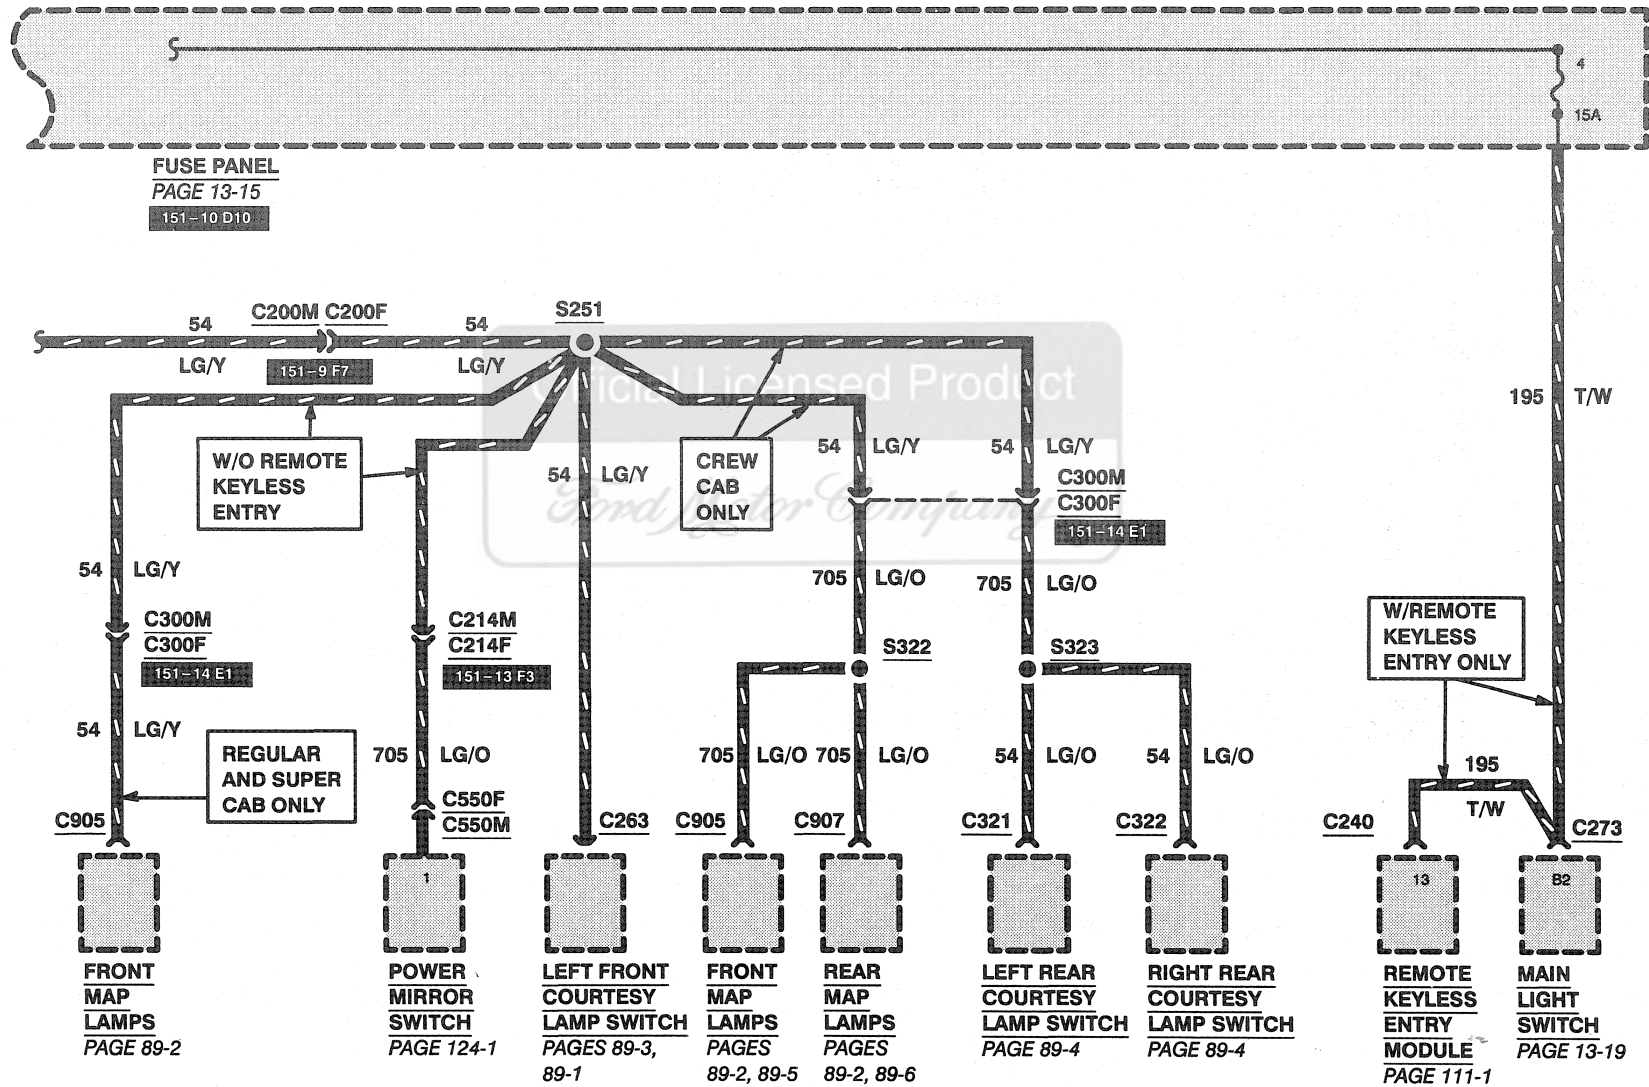 4
15A
FUSE PANEL
PAGE 13-15
151-10 D10
C200M C200F
S251
54
54
LG/Y
151-9 F7
LG/Y
Official Licensed Product
Ford Motor Company
195
T/W
W/O REMOTE
KEYLESS
ENTRY
54
LG/Y
CREW
CAB
ONLY
54
LG/Y
54
LG/Y
C300M
C300F
151-14 E1
54
LG/Y
705
LG/O
705
LG/O
C300M
C300F
151-14 E1
C214M
C214F
151-13 F3
S322
S323
W/REMOTE
KEYLESS
ENTRY ONLY
54
LG/Y
REGULAR
AND SUPER
CAB ONLY
705
LG/O
705
LG/O
705
LG/O
54
LG/O
54
LG/O
195
T/W
C550F
C550M
C905
C263
C905
C907
C321
C322
C240
C273
1
13
B2
FRONT
MAP
LAMPS
PAGE 89-2
POWER
MIRROR
SWITCH
PAGE 124-1
LEFT FRONT
COURTESY
LAMP SWITCH
PAGES 89-3,
89-1
FRONT
MAP
LAMPS
PAGES
89-2, 89-5
REAR
MAP
LAMPS
PAGES
89-2, 89-6
LEFT REAR
COURTESY
LAMP SWITCH
PAGE 89-4
RIGHT REAR
COURTESY
LAMP SWITCH
PAGE 89-4
REMOTE
KEYLESS
ENTRY
MODULE
PAGE 111-1
MAIN
LIGHT
SWITCH
PAGE 13-19